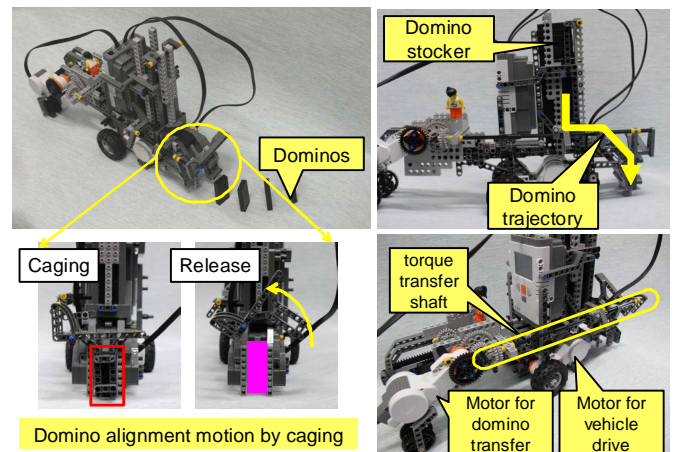 Dominos
Caging
Release
Domino alignment motion by caging
Domino
stocker
Domino
trajectory
torque
transfer
shaft
Motor for
domino
transfer
Motor for
vehicle
drive